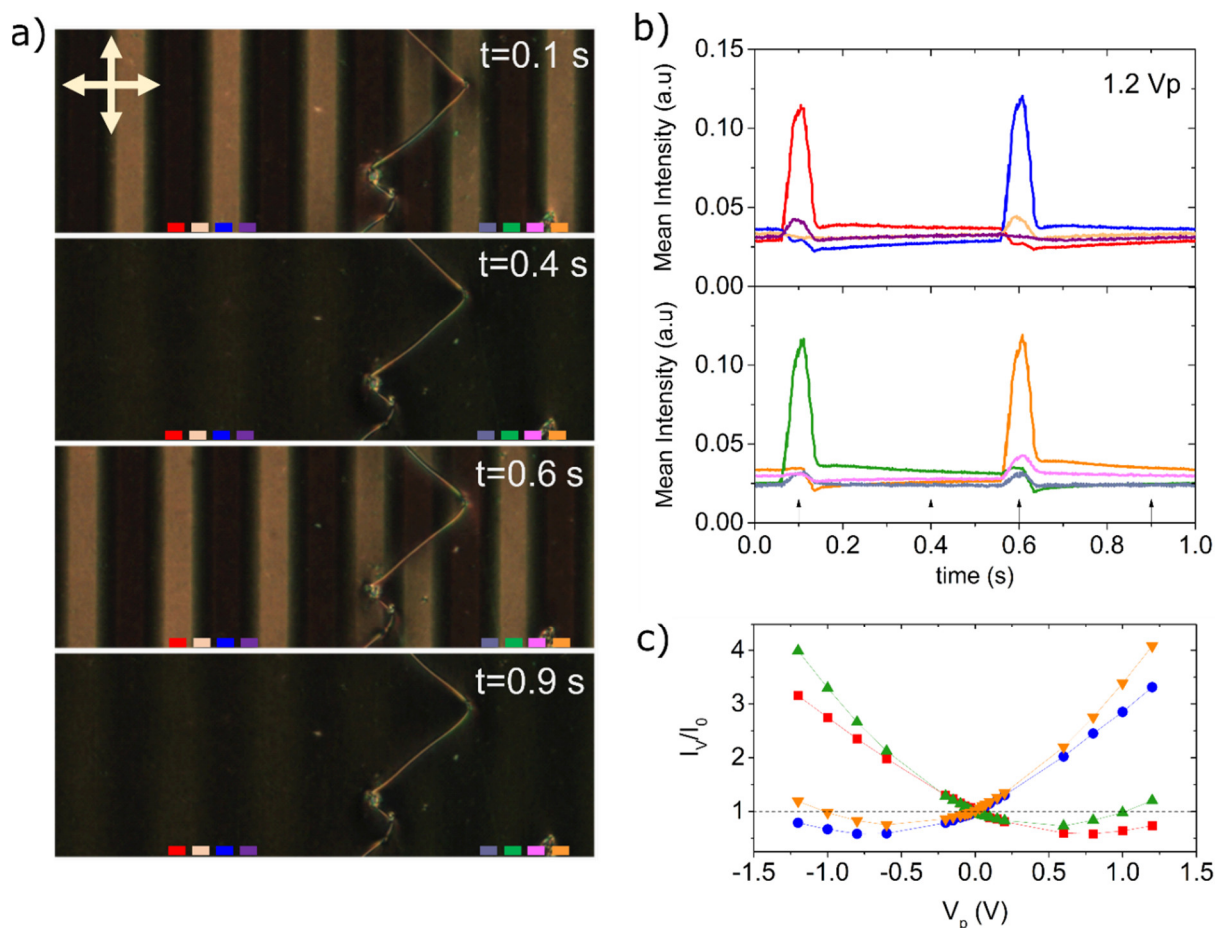 a)
t=0.1 s
t=0.4 s
t=0.6 s
t=0.9 s
b)
0.15
1.2 Vp
0.10
0.05
0.00
Mean Intensity (a.u)
0.10
0.05
0.00
Mean Intensity (a.u)
0.0 0.2 0.4 0.6 0.8 1.0
time (s)
c)
4
3
2
1
I_V/I_0
-1.5 -1.0 -0.5 0.0 0.5 1.0 1.5
V_p (V)